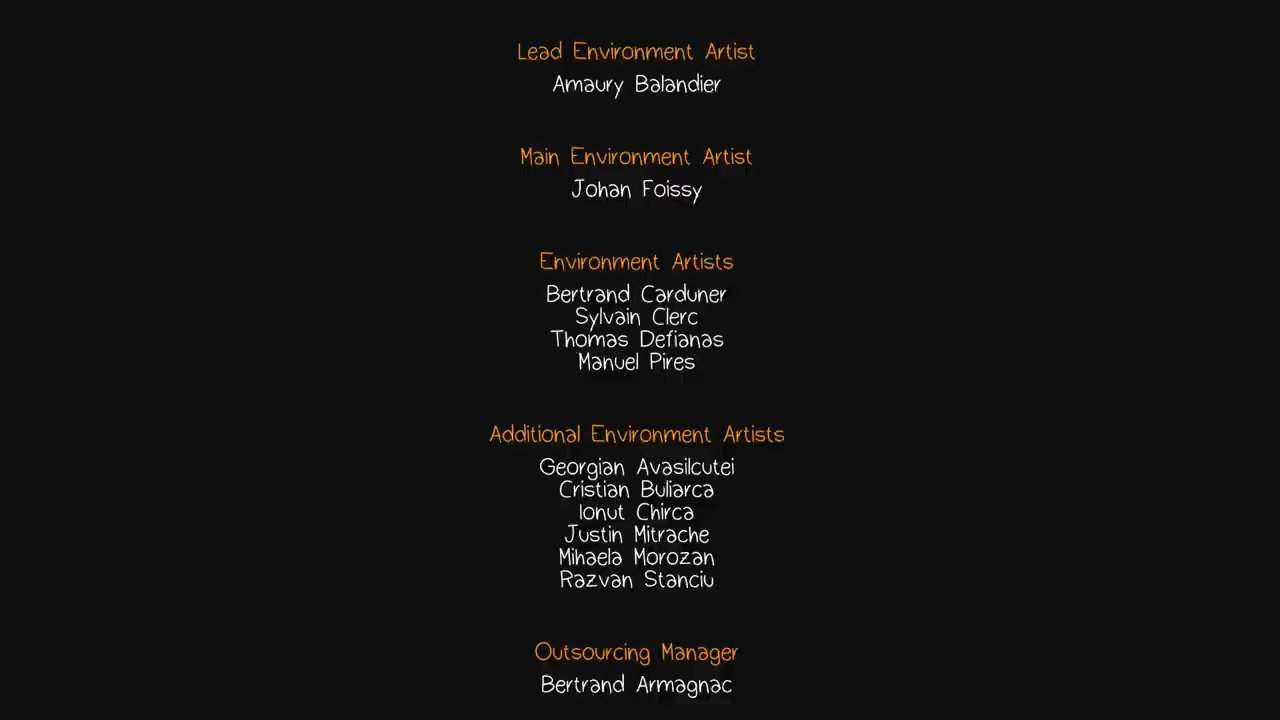 Lead Environment Artist
Amaury Balandier
Main Environment Artist
Johan Foissy
Environment Artists
Bertrand Carduner
Sylvain Clerc
Thomas Defianas
Manuel Pires
Additional Environment Artists
Georgian Avasilcutei
Cristian Buliarca
Ionut Chirca
Justin Mitrache
Mihaela Morozan
Razvan Stanciu
Outsourcing Manager
Bertrand Armagnac